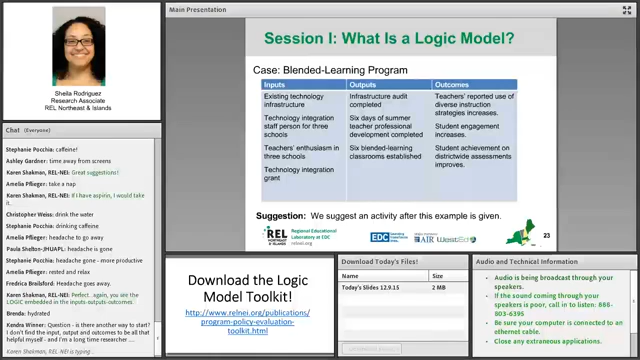 Main Presentation
Sheila Rodriguez
Research Associate
REL Northeast & Islands
Chat (Everyone)
Stephanie Pocchia: caffeine!
Ashley Gardner: time away from screens
Karen Shakman, REL-NEI: Great suggestions!
Amelia Pflieger: take a nap
Karen Shakman, REL-NEI: If I have aspirin, I would take it.
Christopher Weiss: drink the water
Stephanie Pocchia: drinking caffeine
Amelia Pflieger: headache to go away
Paula Shelton-JHUAPL: headache is gone
Stephanie Pocchia: headache gone - more productive
Amelia Pflieger: rested and relax
Fredrica Brailsford: Headache goes away.
Karen Shakman, REL-NEI: Perfect.. again, you see the LOGIC embedded in the inputs-outputs-outcomes.
Brenda: hydrated
Kendra Winner: Question - is there another way to start? I don't find the input, output and outcomes to be all that helpful myself - and I'm a long time researcher ....
Karen Shakman, REL-NEI is typing...
Session I: What Is a Logic Model?
Case: Blended-Learning Program
Inputs
Existing technology infrastructure
Technology integration staff person for three schools
Teachers' enthusiasm in three schools
Technology integration grant
Outputs
Infrastructure audit completed
Six days of summer teacher professional development completed
Six blended-learning classrooms established
Outcomes
Teachers' reported use of diverse instruction strategies increases.
Student engagement increases.
Student achievement on districtwide assessments improves.
Suggestion: We suggest an activity after this example is given.
REL
NORTHEAST & ISLANDS
Regional Educational Laboratory at EDC
relnei.org
EDC
AIR
WestEd
23
Download the Logic Model Toolkit!
http://www.relnei.org/publications/
program-policy-evaluation-
toolkit.html
Download Today's Files!
Name
Size
Today's Slides 12.9.15
2 MB
Audio and Technical Information
Audio is being broadcast through your speakers.
If the sound coming through your speakers is poor, call in to listen: 888-803-6395
Be sure your computer is connected to an ethernet cable.
Close any extraneous applications.